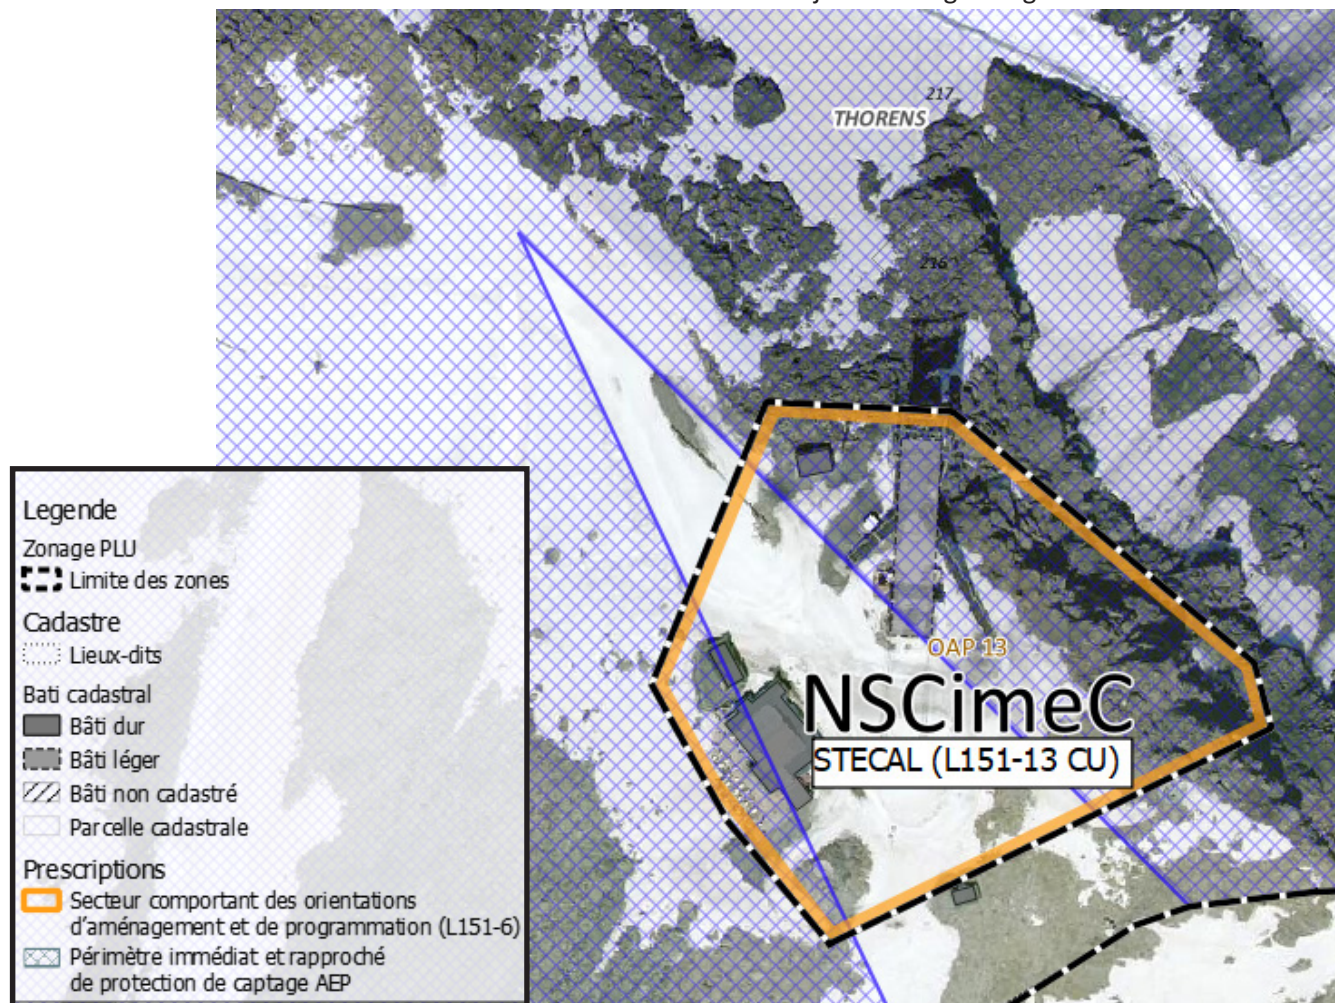 217
THORENS
216
OAP 13
NSCimeC
STECAL (L151-13 CU)
Legende
Zonage PLU
Limite des zones
Cadastre
Lieux-dits
Bati cadastral
Bâti dur
Bâti léger
Bâti non cadastré
Parcelle cadastrale
Prescriptions
Secteur comportant des orientations
d'aménagement et de programmation (L151-6)
Périmètre immédiat et rapproché
de protection de captage AEP